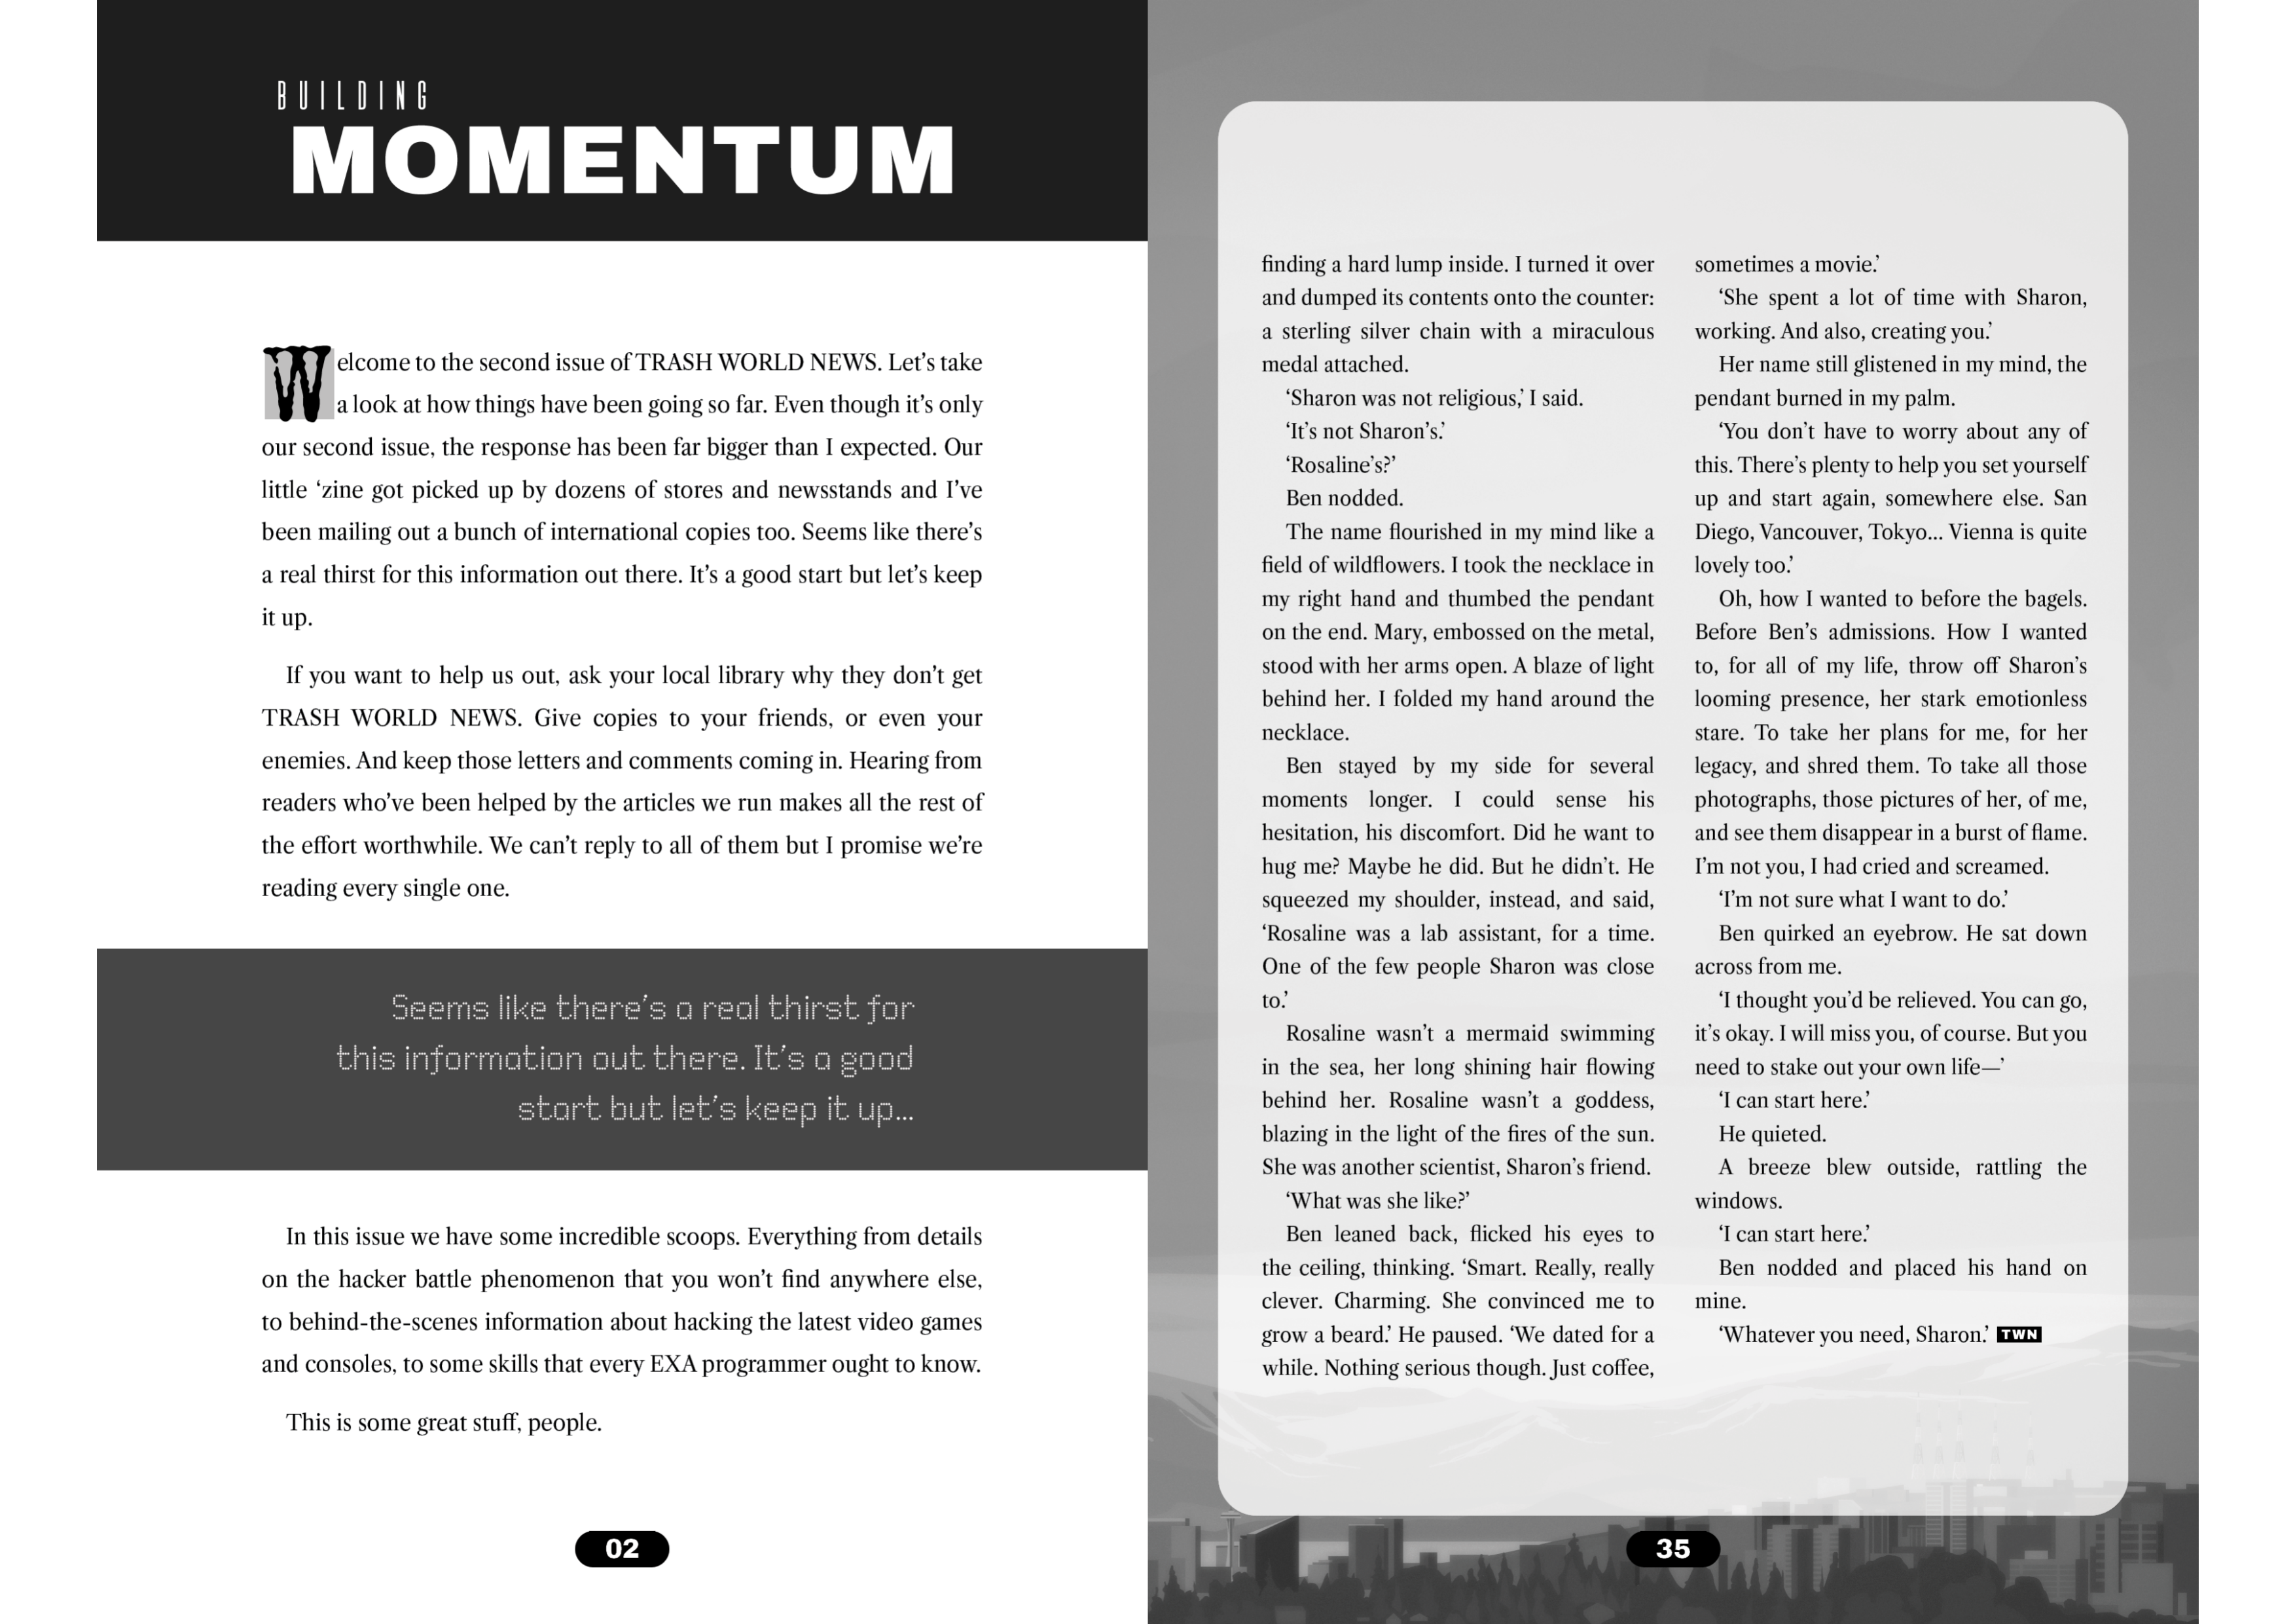 BUILDING
MOMENTUM
Welcome to the second issue of TRASH WORLD NEWS. Let’s take
a look at how things have been going so far. Even though it’s only
our second issue, the response has been far bigger than I expected. Our
little ‘zine got picked up by dozens of stores and newsstands and I’ve
been mailing out a bunch of international copies too. Seems like there’s
a real thirst for this information out there. It’s a good start but let’s keep
it up.
If you want to help us out, ask your local library why they don’t get
TRASH WORLD NEWS. Give copies to your friends, or even your
enemies. And keep those letters and comments coming in. Hearing from
readers who’ve been helped by the articles we run makes all the rest of
the effort worthwhile. We can’t reply to all of them but I promise we’re
reading every single one.
Seems like there’s a real thirst for
this information out there. It’s a good
start but let’s keep it up...
In this issue we have some incredible scoops. Everything from details
on the hacker battle phenomenon that you won’t find anywhere else,
to behind-the-scenes information about hacking the latest video games
and consoles, to some skills that every EXA programmer ought to know.
This is some great stuff, people.
02
finding a hard lump inside. I turned it over
and dumped its contents onto the counter:
a sterling silver chain with a miraculous
medal attached.
‘Sharon was not religious,’ I said.
‘It’s not Sharon’s.’
‘Rosaline’s?’
Ben nodded.
The name flourished in my mind like a
field of wildflowers. I took the necklace in
my right hand and thumbed the pendant
on the end. Mary, embossed on the metal,
stood with her arms open. A blaze of light
behind her. I folded my hand around the
necklace.
Ben stayed by my side for several
moments longer. I could sense his
hesitation, his discomfort. Did he want to
hug me? Maybe he did. But he didn’t. He
squeezed my shoulder, instead, and said,
‘Rosaline was a lab assistant, for a time.
One of the few people Sharon was close
to.’
Rosaline wasn’t a mermaid swimming
in the sea, her long shining hair flowing
behind her. Rosaline wasn’t a goddess,
blazing in the light of the fires of the sun.
She was another scientist, Sharon’s friend.
‘What was she like?’
Ben leaned back, flicked his eyes to
the ceiling, thinking. ‘Smart. Really, really
clever. Charming. She convinced me to
grow a beard.’ He paused. ‘We dated for a
while. Nothing serious though. Just coffee,
sometimes a movie.’
‘She spent a lot of time with Sharon,
working. And also, creating you.’
Her name still glistened in my mind, the
pendant burned in my palm.
‘You don’t have to worry about any of
this. There’s plenty to help you set yourself
up and start again, somewhere else. San
Diego, Vancouver, Tokyo... Vienna is quite
lovely too.’
Oh, how I wanted to before the bagels.
Before Ben’s admissions. How I wanted
to, for all of my life, throw off Sharon’s
looming presence, her stark emotionless
stare. To take her plans for me, for her
legacy, and shred them. To take all those
photographs, those pictures of her, of me,
and see them disappear in a burst of flame.
I’m not you, I had cried and screamed.
‘I’m not sure what I want to do.’
Ben quirked an eyebrow. He sat down
across from me.
‘I thought you’d be relieved. You can go,
it’s okay. I will miss you, of course. But you
need to stake out your own life—’
‘I can start here.’
He quieted.
A breeze blew outside, rattling the
windows.
‘I can start here.’
Ben nodded and placed his hand on
mine.
‘Whatever you need, Sharon.’ TWN
35